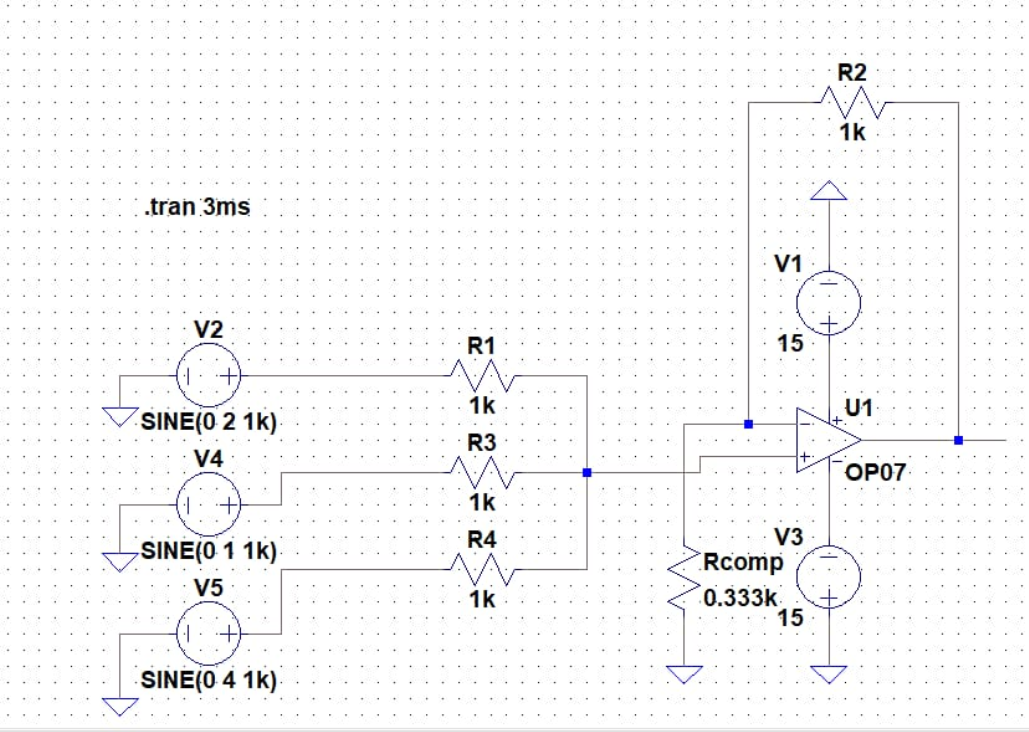 R2
1k
.tran 3ms
V1
15
V2
SINE(0 2 1k)
R1
1k
U1
OP07
V4
SINE(0 1 1k)
R3
1k
V5
SINE(0 4 1k)
R4
1k
Rcomp
0.333k
V3
15